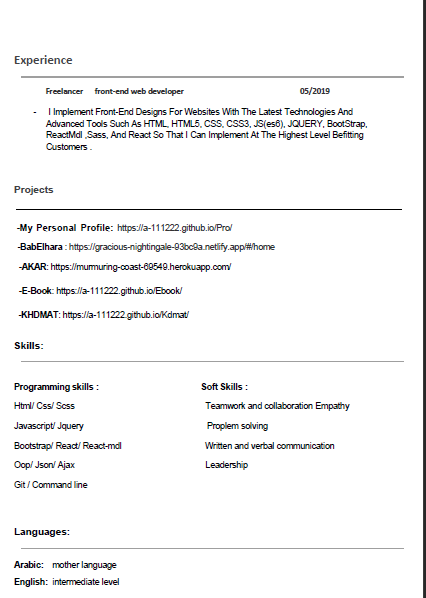 Experience
Freelancer front-end web developer 05/2019
- I Implement Front-End Designs For Websites With The Latest Technologies And
Advanced Tools Such As HTML, HTML5, CSS, CSS3, JS(es6), JQUERY, BootStrap,
ReactMdl ,Sass, And React So That I Can Implement At The Highest Level Befitting
Customers .
Projects
-My Personal Profile: https://a-111222.github.io/Pro/
-BabElhara : https://gracious-nightingale-93bc9a.netlify.app/#/home
-AKAR: https://murmuring-coast-69549.herokuapp.com/
-E-Book: https://a-111222.github.io/Ebook/
-KHDMAT: https://a-111222.github.io/Kdmat/
Skills:
Programming skills : Soft Skills :
Html/ Css/ Scss Teamwork and collaboration Empathy
Javascript/ Jquery Proplem solving
Bootstrap/ React/ React-mdl Written and verbal communication
Oop/ Json/ Ajax Leadership
Git / Command line
Languages:
Arabic: mother language
English: intermediate level